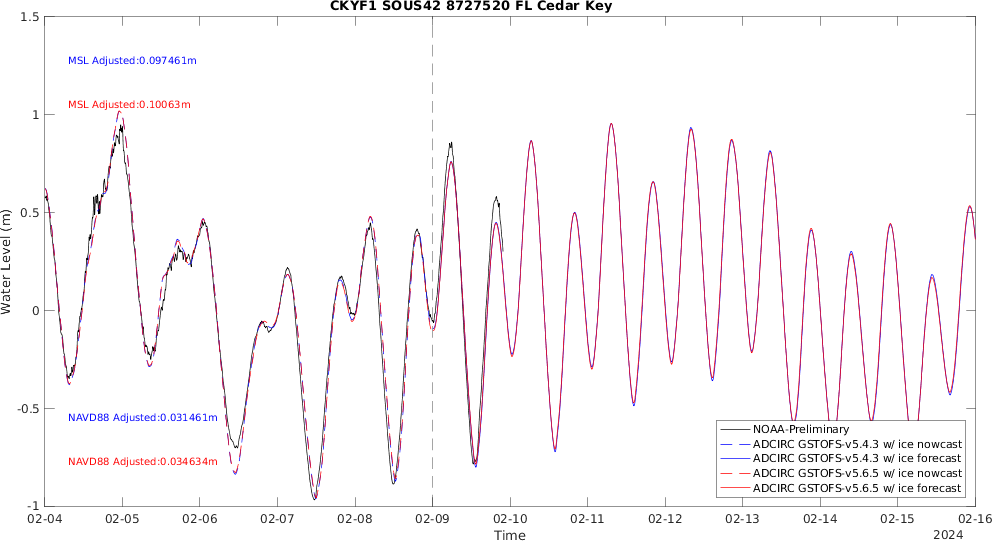 CKYF1 SOUS42 8727520 FL Cedar Key
1.5
MSL Adjusted:0.097461m
1
MSL Adjusted:0.10063m
0.5
Water Level (m)
0
-0.5
NAVD88 Adjusted:0.031461m
NAVD88 Adjusted:0.034634m
-1
NOAA-Preliminary
ADCIRC GSTOFS-v5.4.3 w/ ice nowcast
ADCIRC GSTOFS-v5.4.3 w/ ice forecast
ADCIRC GSTOFS-v5.6.5 w/ ice nowcast
ADCIRC GSTOFS-v5.6.5 w/ ice forecast
02-04 02-05 02-06 02-07 02-08 02-09 02-10 02-11 02-12 02-13 02-14 02-15 02-16
Time
2024